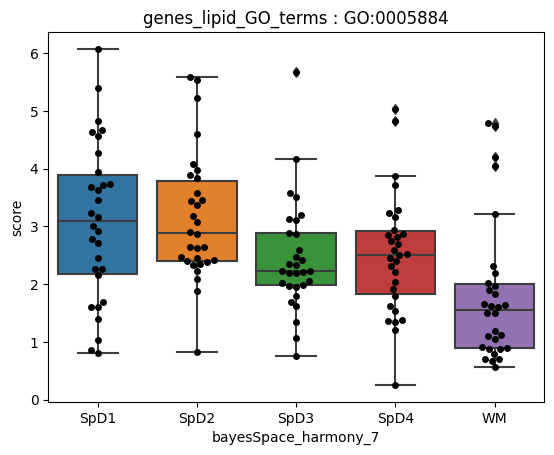 genes_lipid_GO_terms : GO:0005884
score
6
5
4
3
2
1
0
SpD1 SpD2 SpD3 SpD4 WM
bayesSpace_harmony_7